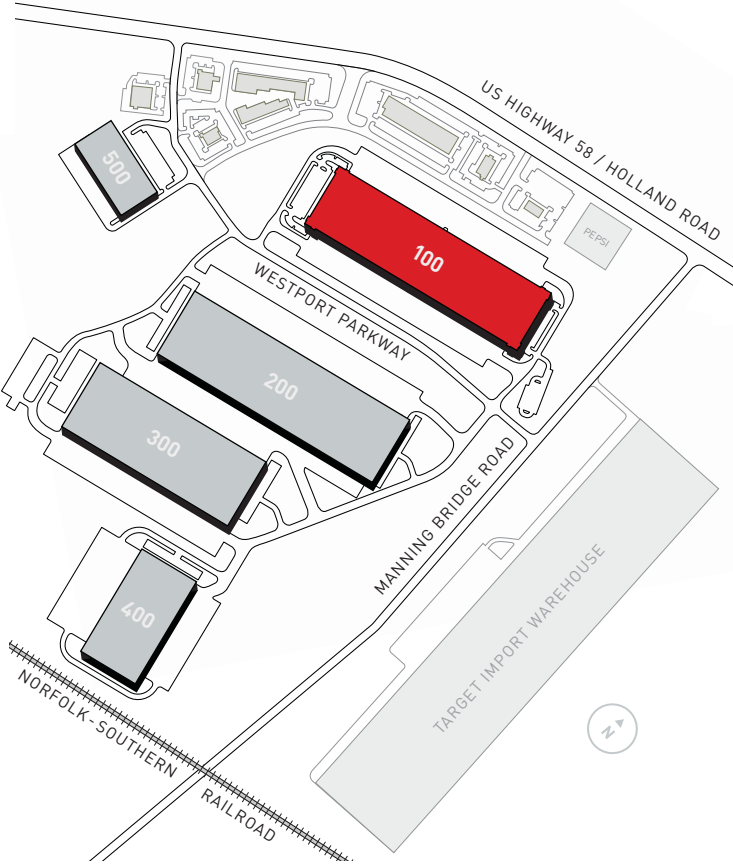 US HIGHWAY 58 / HOLLAND ROAD
PEPSI
500
100
WESTPORT PARKWAY
200
300
MANNING BRIDGE ROAD
TARGET IMPORT WAREHOUSE
400
NORFOLK-SOUTHERN
RAILROAD
N